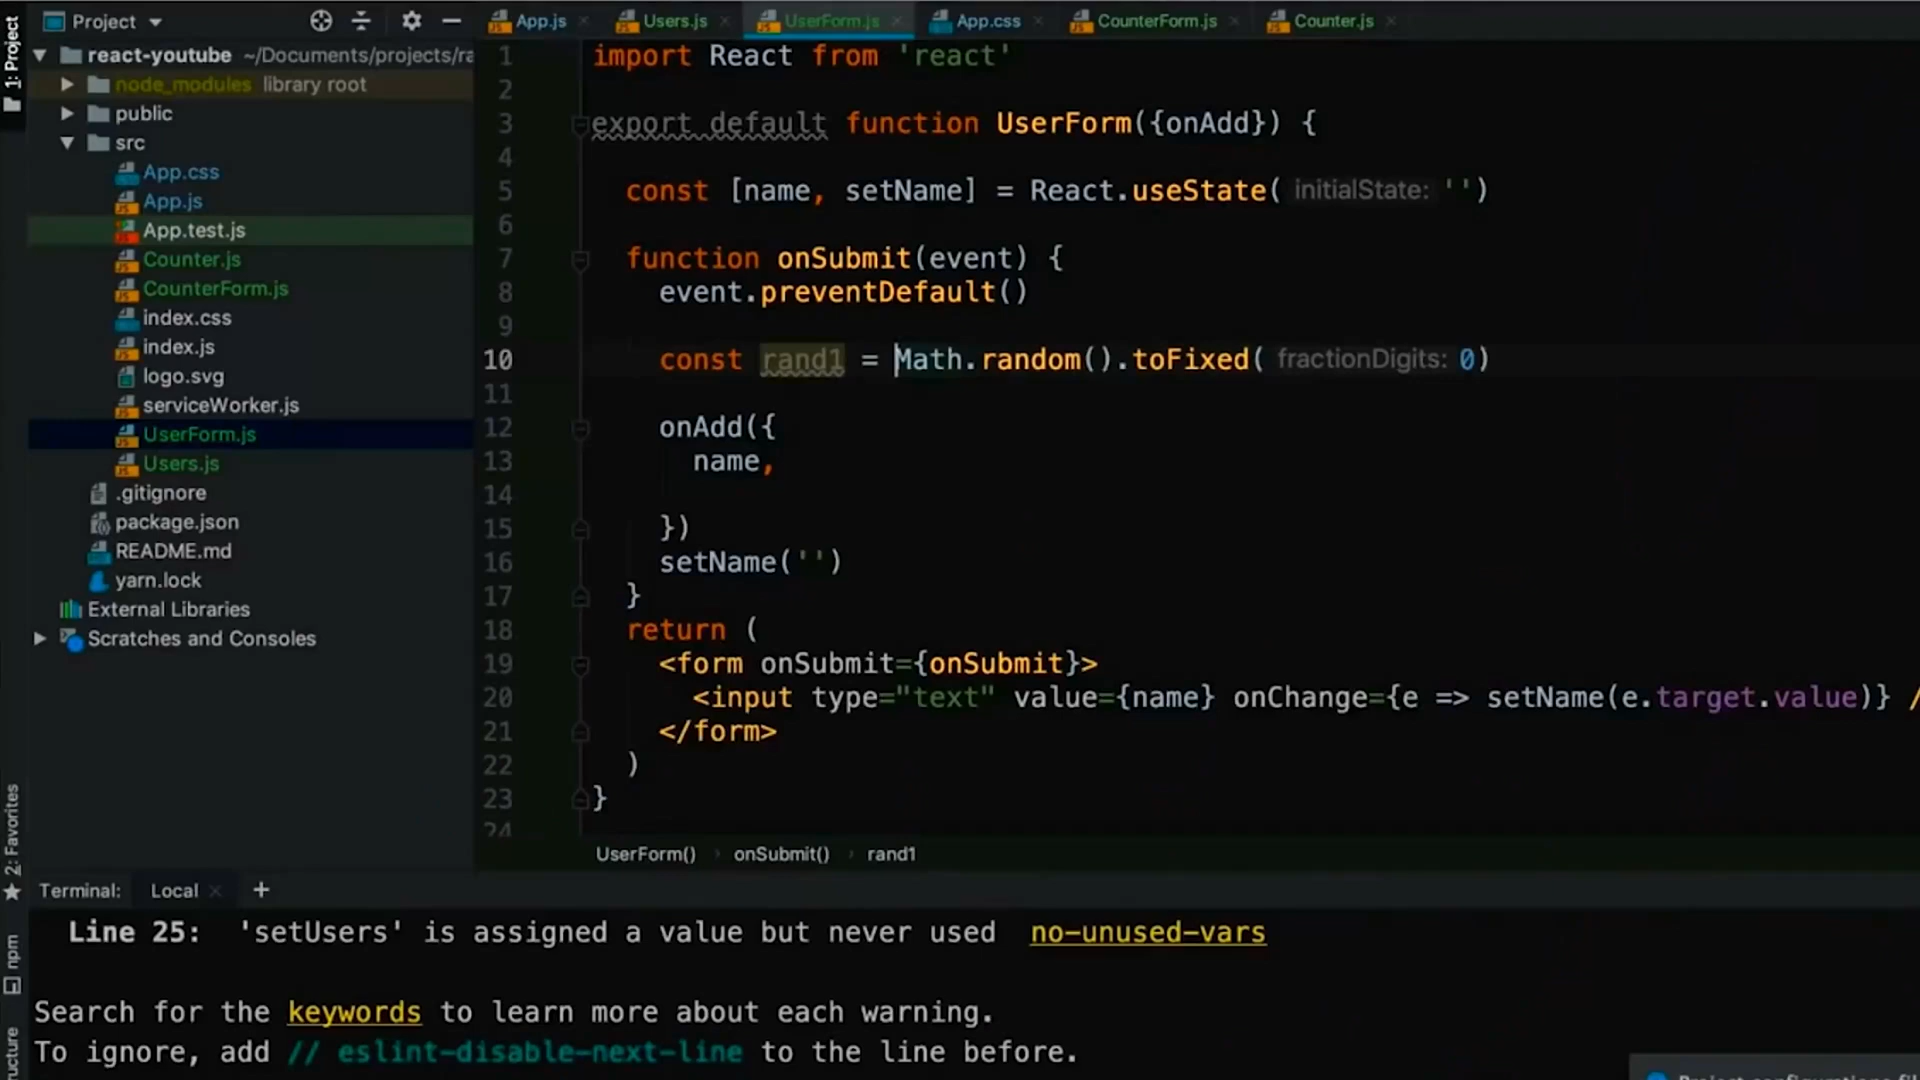 Project
App.js
Users.js
UserForm.js
App.css
CounterForm.js
Counter.js
1: Project
react-youtube ~/Documents/projects/ra
node_modules library root
public
src
App.css
App.js
App.test.js
Counter.js
CounterForm.js
index.css
index.js
logo.svg
serviceWorker.js
UserForm.js
Users.js
.gitignore
package.json
README.md
yarn.lock
External Libraries
Scratches and Consoles
1 import React from 'react'
2
3 export default function UserForm({onAdd}) {
4
5 const [name, setName] = React.useState( initialState: '')
6
7 function onSubmit(event) {
8 event.preventDefault()
9
10 const rand1 = Math.random().toFixed( fractionDigits: 0)
11
12 onAdd({
13 name,
14
15 })
16 setName('')
17 }
18 return (
19 <form onSubmit={onSubmit}>
20 <input type="text" value={name} onChange={e => setName(e.target.value)} /
21 </form>
22 )
23 }
24
UserForm() › onSubmit() › rand1
2: Favorites
npm
ucture
Terminal: Local +
Line 25: 'setUsers' is assigned a value but never used no-unused-vars
Search for the keywords to learn more about each warning.
To ignore, add // eslint-disable-next-line to the line before.